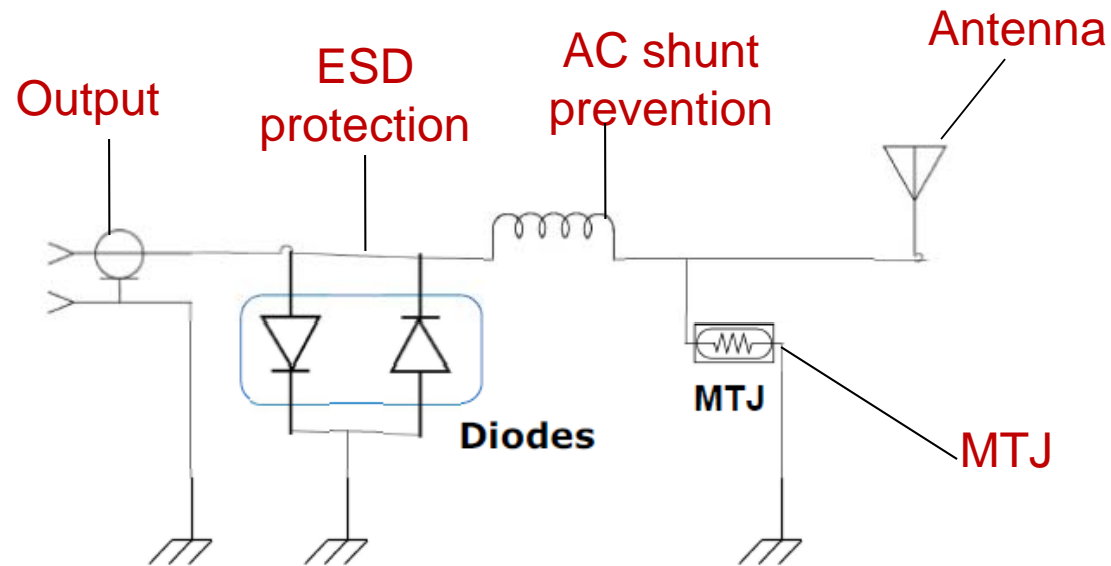 Output
ESD
protection
AC shunt
prevention
Antenna
MTJ
Diodes
MTJ